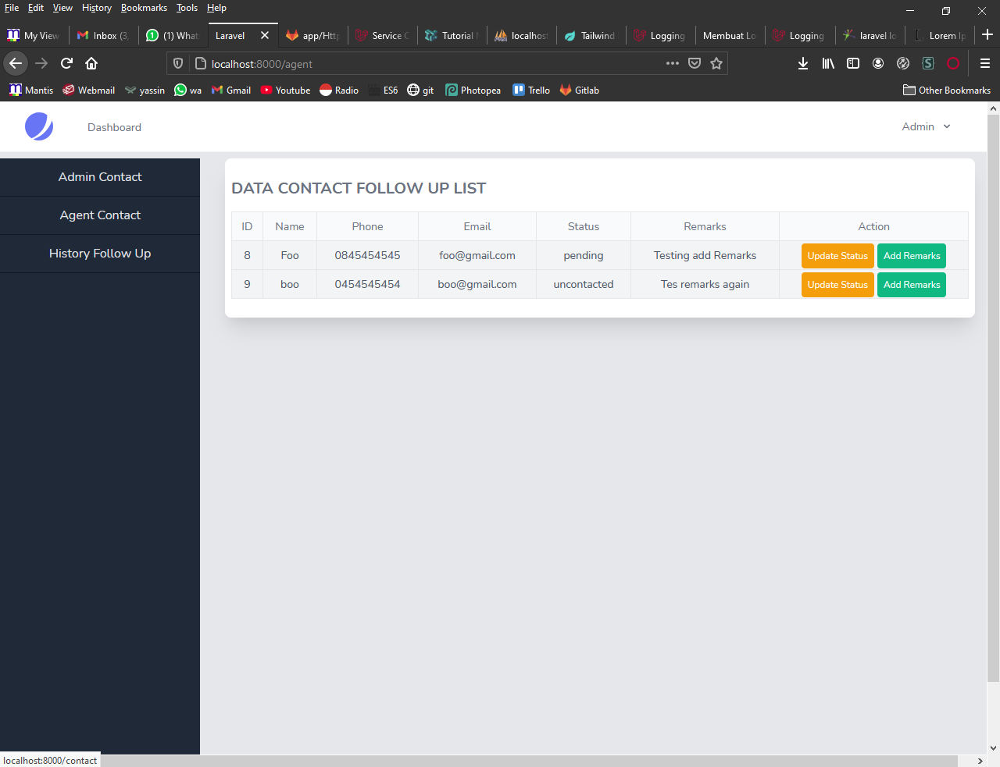 File Edit View History Bookmarks Tools Help
My View Inbox (3, (1) What Laravel app/Http Service C Tutorial localhost Tailwind Logging Membuat Lo Logging laravel lo Lorem Ip
localhost:8000/agent
Mantis Webmail yassin wa Gmail Youtube Radio ES6 git Photopea Trello Gitlab Other Bookmarks
Dashboard Admin
Admin Contact
Agent Contact
History Follow Up
DATA CONTACT FOLLOW UP LIST
ID Name Phone Email Status Remarks Action
8 Foo 0845454545 foo@gmail.com pending Testing add Remarks Update Status Add Remarks
9 boo 0454545454 boo@gmail.com uncontacted Tes remarks again Update Status Add Remarks
localhost:8000/contact